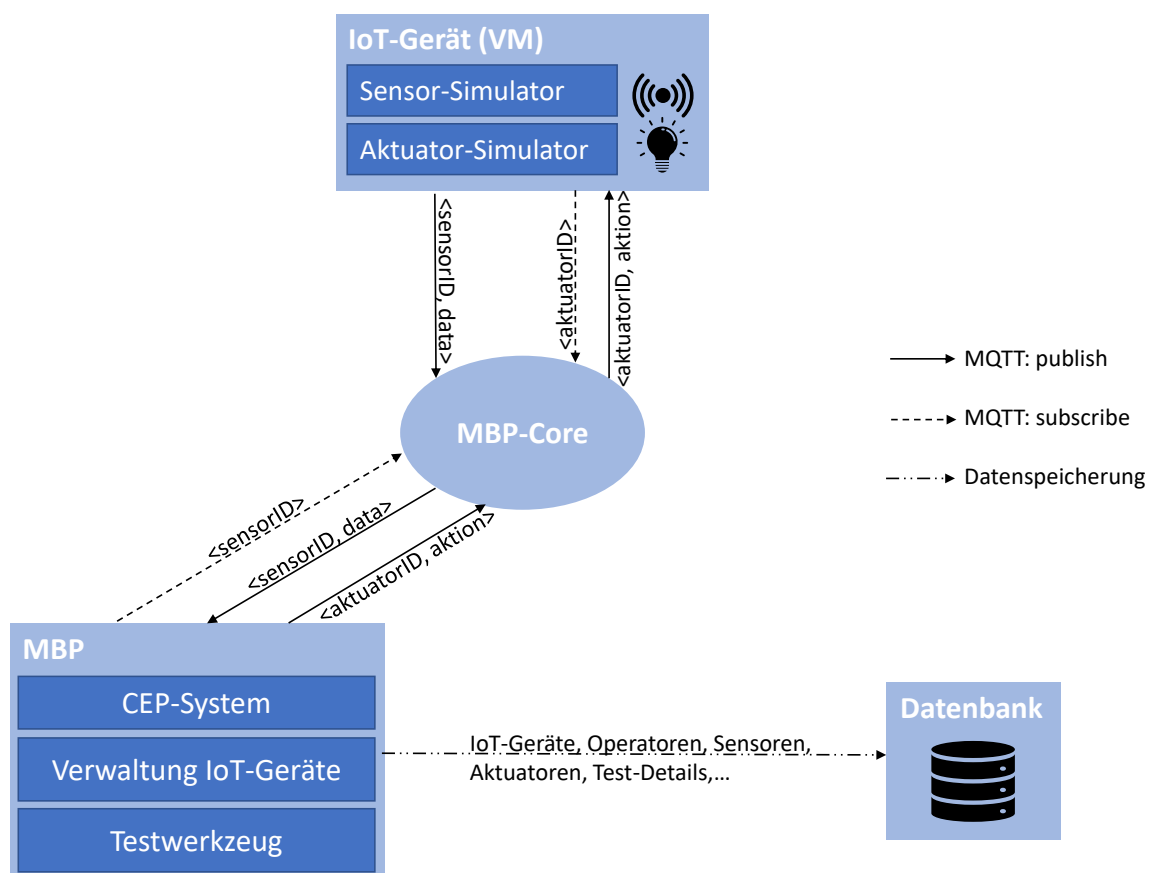 IoT-Gerät (VM)
Sensor-Simulator
Aktuator-Simulator
<sensorID, data>
<aktuatorID>
<aktuatorID, aktion>
MBP-Core
MQTT: publish
MQTT: subscribe
Datenspeicherung
<sensorID>
<sensorID, data>
<aktuatorID, aktion>
MBP
CEP-System
Verwaltung IoT-Geräte
Testwerkzeug
IoT-Geräte, Operatoren, Sensoren,
Aktuatoren, Test-Details,...
Datenbank